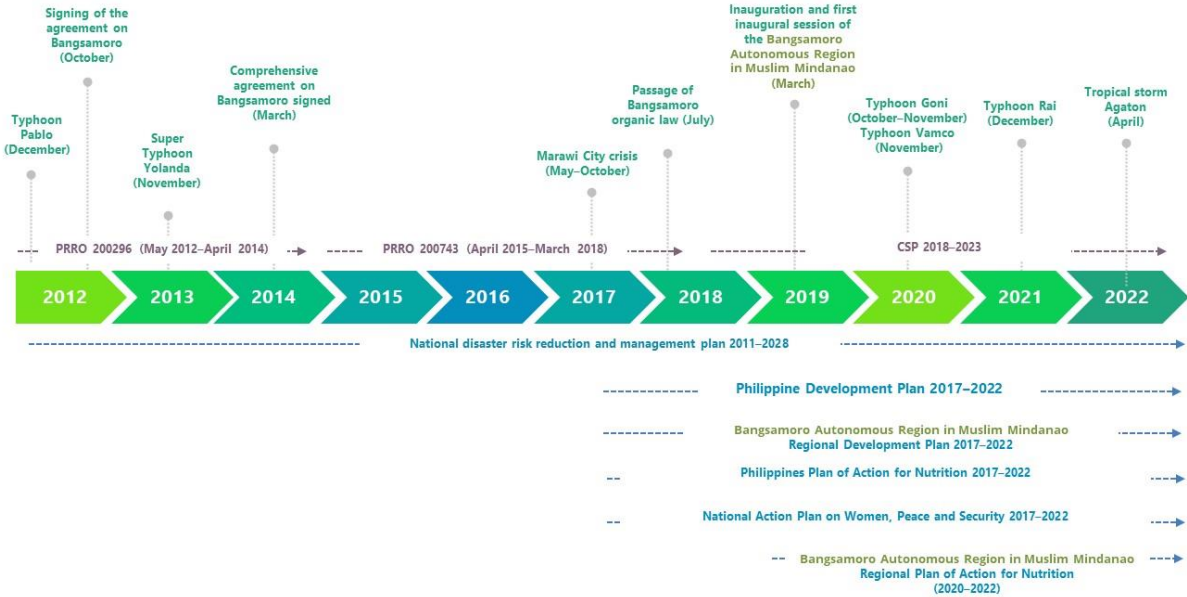 Signing of the
agreement on
Bangsamoro
(October)
Inauguration and first
inaugural session of
the Bangsamoro
Autonomous Region
in Muslim Mindanao
(March)
Comprehensive
agreement on
Bangsamoro signed
(March)
Passage of
Bangsamoro
organic law (July)
Typhoon Goni
(October–November)
Typhoon Vamco
(November)
Typhoon Rai
(December)
Tropical storm
Agaton
(April)
Typhoon
Pablo
(December)
Super
Typhoon
Yolanda
(November)
Marawi City crisis
(May–October)
PRRO 200296 (May 2012–April 2014)
PRRO 200743 (April 2015–March 2018)
CSP 2018–2023
2012
2013
2014
2015
2016
2017
2018
2019
2020
2021
2022
National disaster risk reduction and management plan 2011–2028
Philippine Development Plan 2017–2022
Bangsamoro Autonomous Region in Muslim Mindanao
Regional Development Plan 2017–2022
Philippines Plan of Action for Nutrition 2017–2022
National Action Plan on Women, Peace and Security 2017–2022
Bangsamoro Autonomous Region in Muslim Mindanao
Regional Plan of Action for Nutrition
(2020–2022)